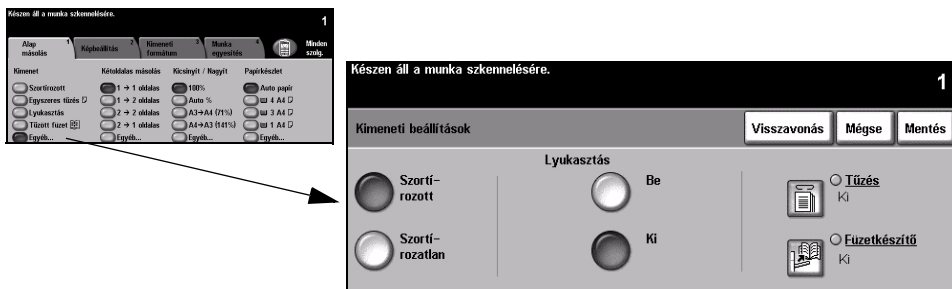 Készen áll a munka szkennelésére.
1
Alap másolás 1
Képbeállítás 2
Kimeneti formátum 3
Munka egyesítés 4
Minden szolg.
Kimenet
Kétoldalas másolás
Kicsinyít / Nagyít
Papírkészlet
Szortírozott
1 → 1 oldalas
100%
Auto papír
Egyszeres tűzés
1 → 2 oldalas
Auto %
4 A4
Lyukasztás
2 → 2 oldalas
A3→A4 (71%)
3 A4
Tűzött füzet
2 → 1 oldalas
A4→A3 (141%)
1 A4
Egyéb...
Egyéb...
Egyéb...
Egyéb...
Készen áll a munka szkennelésére.
1
Kimeneti beállítások
Visszavonás
Mégse
Mentés
Lyukasztás
Szortí-
rozott
Be
Tűzés
Ki
Szortí-
rozatlan
Ki
Füzetkészítő
Ki